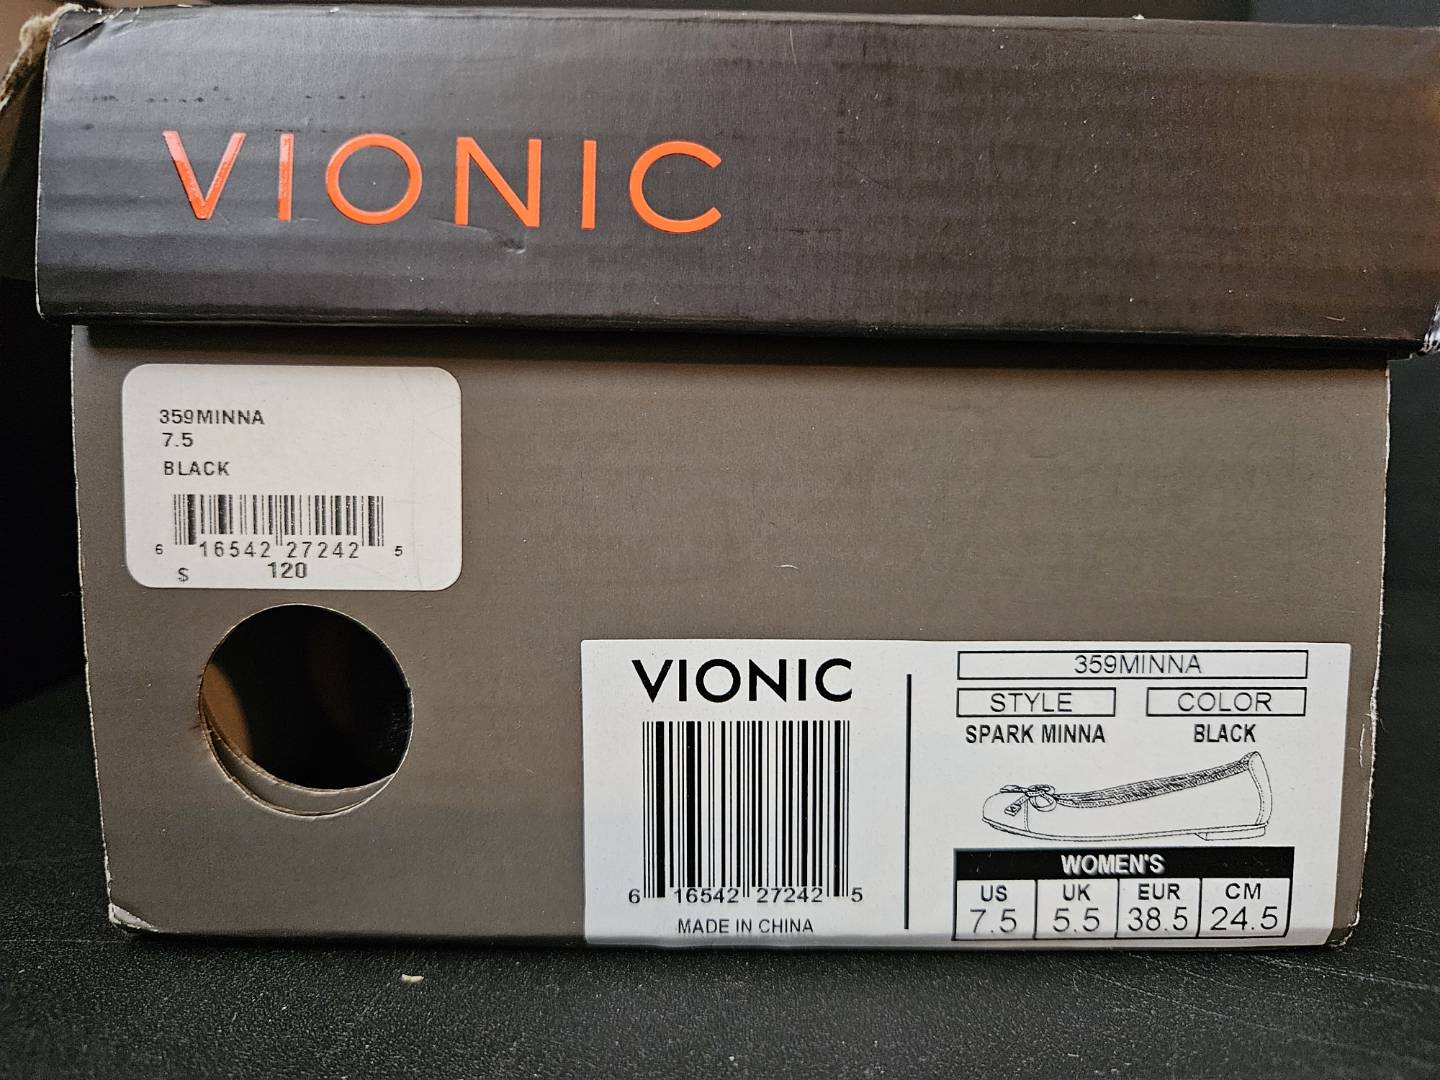 VIONIC
359MINNA
7.5
BLACK
6 16542 27242 5
$ 120
VIONIC
6 16542 27242 5
MADE IN CHINA
359MINNA
STYLE COLOR
SPARK MINNA BLACK
WOMEN'S
US UK EUR CM
7.5 5.5 38.5 24.5